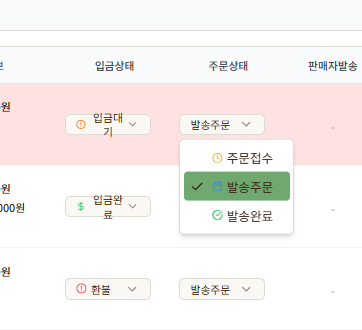 입금상태 주문상태 판매자발송
원
입금대
기
발송주문
-
주문접수
발송주문
발송완료
원
000원
입금완
료
-
원
환불
발송주문
-